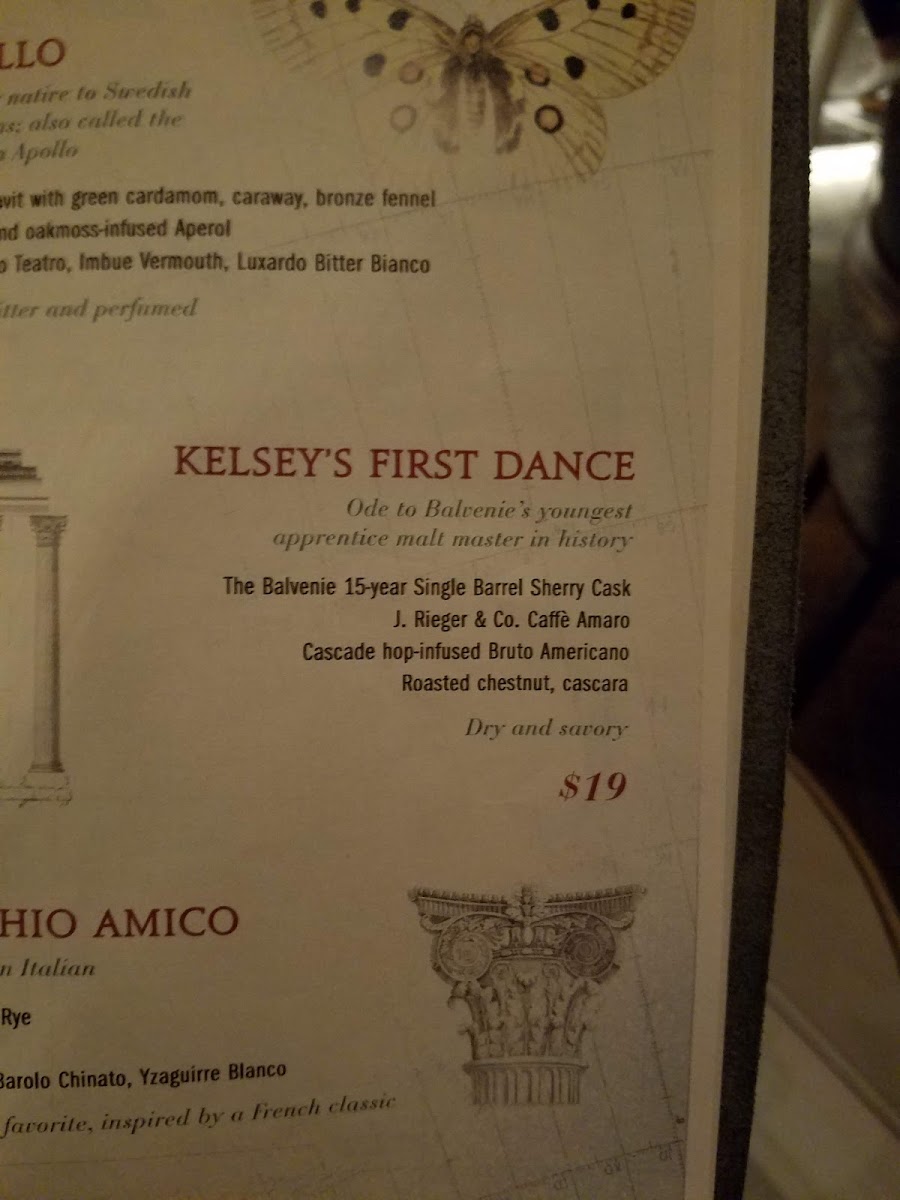 LLO
native to Swedish
also called the
Apollo
with green cardamom, caraway, bronze fennel
oakmoss-infused Aperol
Teatro, Imbue Vermouth, Luxardo Bitter Bianco
and perfumed
KELSEY'S FIRST DANCE
Ode to Balvenie's youngest
apprentice malt master in history
The Balvenie 15-year Single Barrel Sherry Cask
J. Rieger & Co. Caffè Amaro
Cascade hop-infused Bruto Americano
Roasted chestnut, cascara
Dry and savory
$19
HIO AMICO
Italian
Rye
Barolo Chinato, Yzaguirre Blanco
favorite, inspired by a French classic